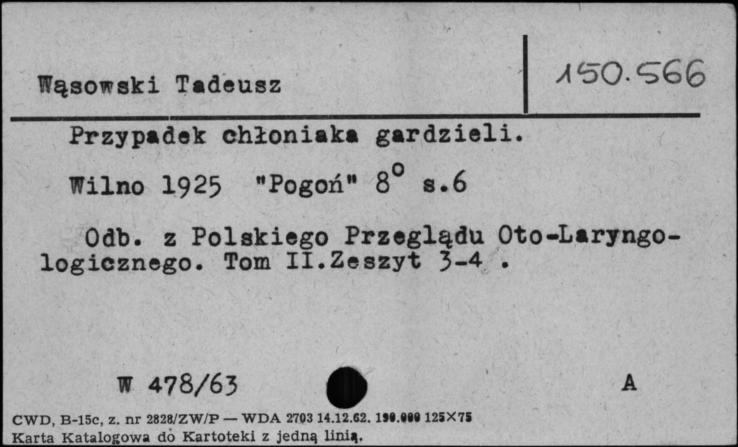 Wąsowski Tadeusz
150.566
Przypadek chłoniaka gardzieli.
Wilno 1925 "Pogoń" 8° s.6
Odb. z Polskiego Przeglądu Oto-Laryngo-
logicznego. Tom II.Zeszyt 3-4 .
W 478/63
A
CWD, B-15c, z. nr 2828/ZW/P — WDA 2703 14.12.62. 190.000 125×75
Karta Katalogowa do Kartoteki z jedną linią.